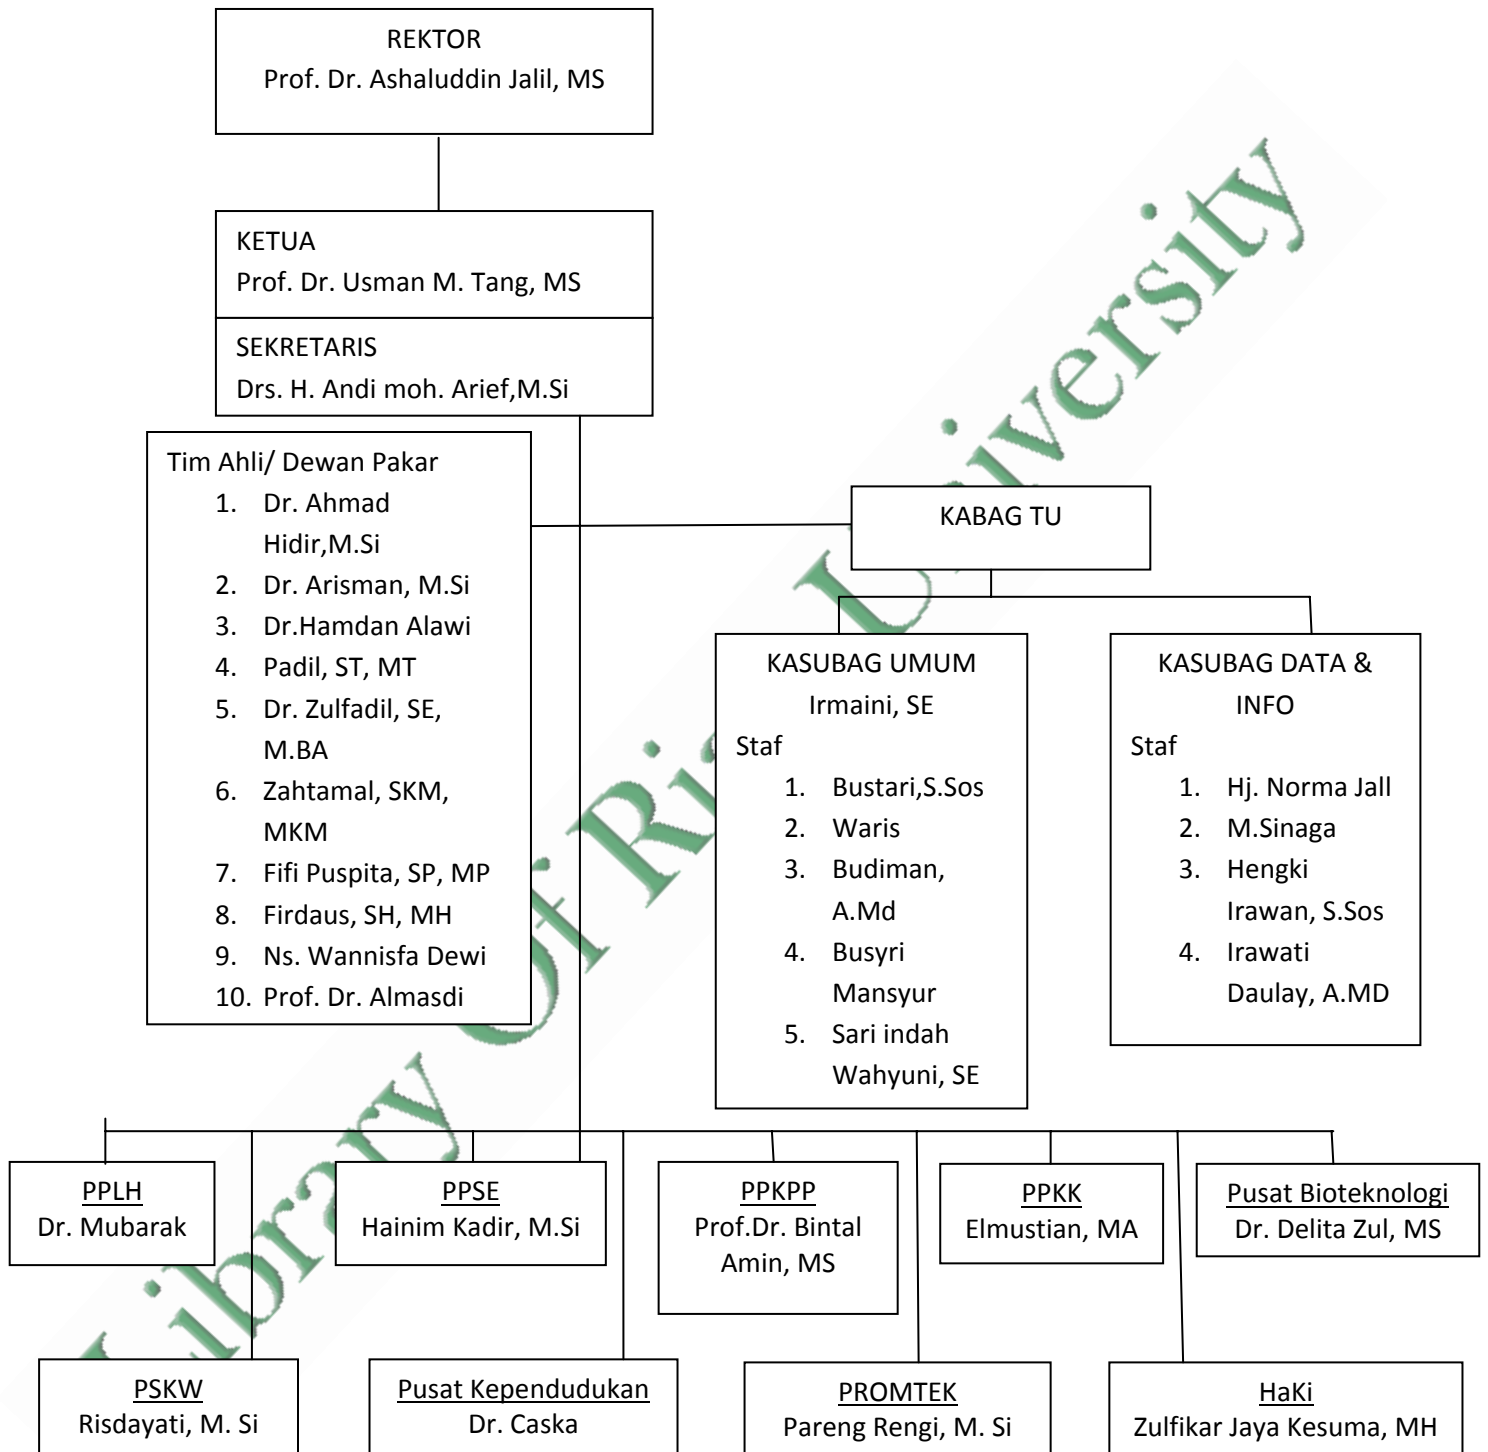 REKTOR
Prof. Dr. Ashaluddin Jalil, MS
KETUA
Prof. Dr. Usman M. Tang, MS
SEKRETARIS
Drs. H. Andi moh. Arief,M.Si
Tim Ahli/ Dewan Pakar
1. Dr. Ahmad
Hidir,M.Si
2. Dr. Arisman, M.Si
3. Dr.Hamdan Alawi
4. Padil, ST, MT
5. Dr. Zulfadil, SE,
M.BA
6. Zahtamal, SKM,
MKM
7. Fifi Puspita, SP, MP
8. Firdaus, SH, MH
9. Ns. Wannisfa Dewi
10. Prof. Dr. Almasdi
KABAG TU
KASUBAG UMUM
Irmaini, SE
Staf
1. Bustari,S.Sos
2. Waris
3. Budiman,
A.Md
4. Busyri
Mansyur
5. Sari indah
Wahyuni, SE
KASUBAG DATA &
INFO
Staf
1. Hj. Norma Jall
2. M.Sinaga
3. Hengki
Irawan, S.Sos
4. Irawati
Daulay, A.MD
PPLH
Dr. Mubarak
PPSE
Hainim Kadir, M.Si
PPKPP
Prof.Dr. Bintal
Amin, MS
PPKK
Elmustian, MA
Pusat Bioteknologi
Dr. Delita Zul, MS
PSKW
Risdayati, M. Si
Pusat Kependudukan
Dr. Caska
PROMTEK
Pareng Rengi, M. Si
HaKi
Zulfikar Jaya Kesuma, MH
Library Of Riau University